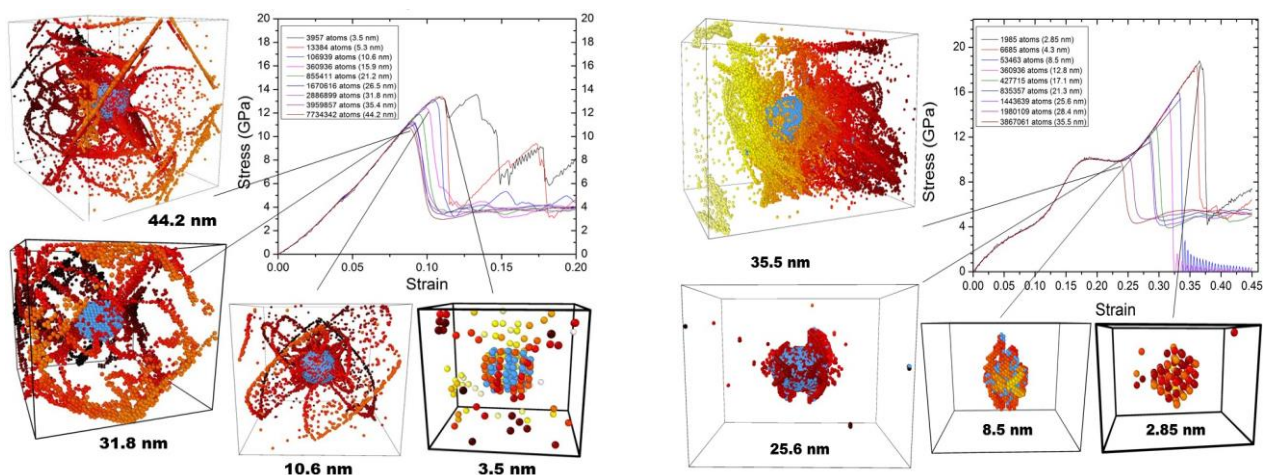 20
18
16
14
12
10
8
6
4
2
0
Stress (GPa)
3957 atoms (3.5 nm)
13384 atoms (5.3 nm)
106939 atoms (10.6 nm)
360936 atoms (15.9 nm)
855411 atoms (21.2 nm)
1670616 atoms (26.5 nm)
2886899 atoms (31.8 nm)
3959857 atoms (35.4 nm)
7734342 atoms (44.2 nm)
20
18
16
14
12
10
8
6
4
2
0
0.00 0.05 0.10 0.15 0.20
Strain
44.2 nm
31.8 nm
10.6 nm
3.5 nm
20
16
12
8
4
0
Stress (GPa)
1985 atoms (2.85 nm)
6685 atoms (4.3 nm)
53463 atoms (8.5 nm)
360936 atoms (12.8 nm)
427715 atoms (17.1 nm)
835357 atoms (21.3 nm)
1443639 atoms (25.6 nm)
1980109 atoms (28.4 nm)
3867061 atoms (35.5 nm)
0.00 0.05 0.10 0.15 0.20 0.25 0.30 0.35 0.40 0.45
Strain
35.5 nm
25.6 nm
8.5 nm
2.85 nm